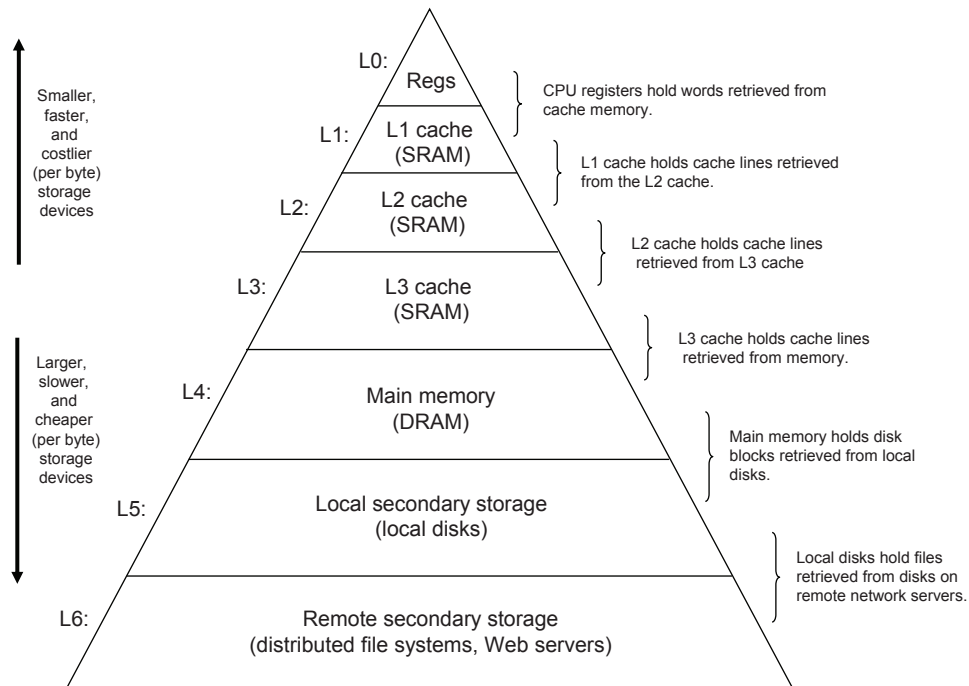 L0:
Regs
CPU registers hold words retrieved from
cache memory.
Smaller,
faster,
and
costlier
(per byte)
storage
devices
L1:
L1 cache
(SRAM)
L1 cache holds cache lines retrieved
from the L2 cache.
L2:
L2 cache
(SRAM)
L2 cache holds cache lines
retrieved from L3 cache
L3:
L3 cache
(SRAM)
L3 cache holds cache lines
retrieved from memory.
Larger,
slower,
and
cheaper
(per byte)
storage
devices
L4:
Main memory
(DRAM)
Main memory holds disk
blocks retrieved from local
disks.
L5:
Local secondary storage
(local disks)
Local disks hold files
retrieved from disks on
remote network servers.
L6:
Remote secondary storage
(distributed file systems, Web servers)